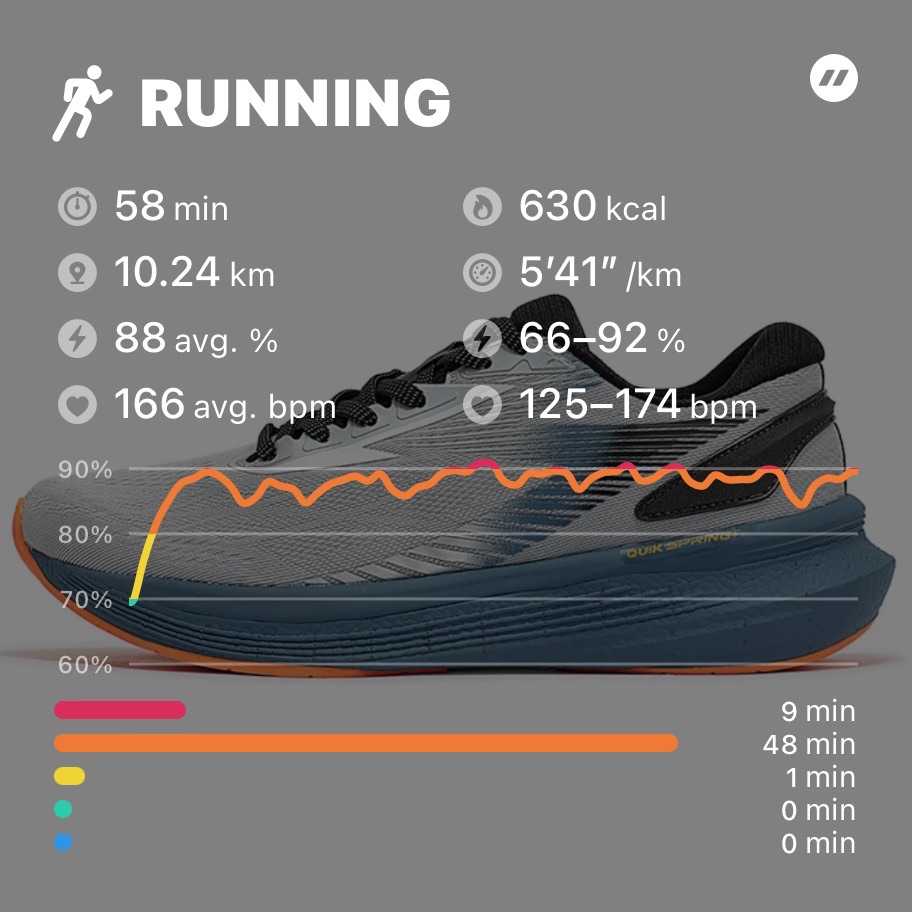 RUNNING
58 min
630 kcal
10.24 km
5'41" /km
88 avg. %
66–92 %
166 avg. bpm
125–174 bpm
90%
80%
QUIK SPRING+
70%
60%
9 min
48 min
1 min
0 min
0 min